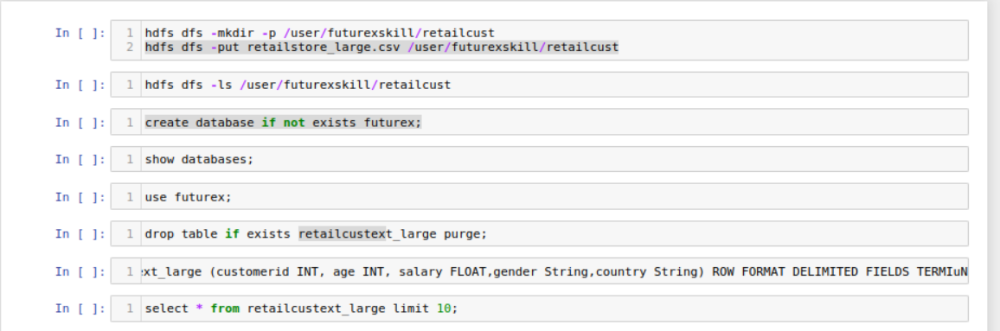 In [ ]: 1 hdfs dfs -mkdir -p /user/futurexskill/retailcust
2 hdfs dfs -put retailstore_large.csv /user/futurexskill/retailcust
In [ ]: 1 hdfs dfs -ls /user/futurexskill/retailcust
In [ ]: 1 create database if not exists futurex;
In [ ]: 1 show databases;
In [ ]: 1 use futurex;
In [ ]: 1 drop table if exists retailcustext_large purge;
In [ ]: 1 xt_large (customerid INT, age INT, salary FLOAT,gender String,country String) ROW FORMAT DELIMITED FIELDS TERMIuN
In [ ]: 1 select * from retailcustext_large limit 10;